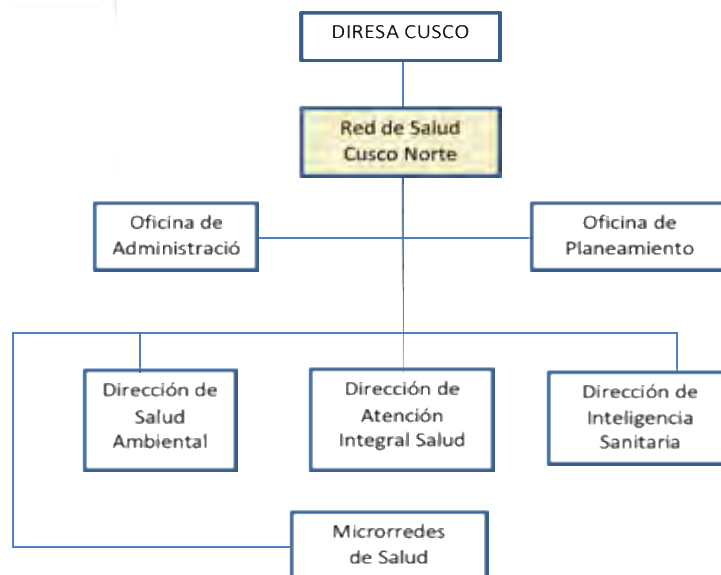 DIRESA CUSCO
Red de Salud
Cusco Norte
Oficina de
Administració
Oficina de
Planeamiento
Dirección de
Salud
Ambiental
Dirección de
Atención
Integral Salud
Dirección de
Inteligencia
Sanitaria
Microrredes
de Salud